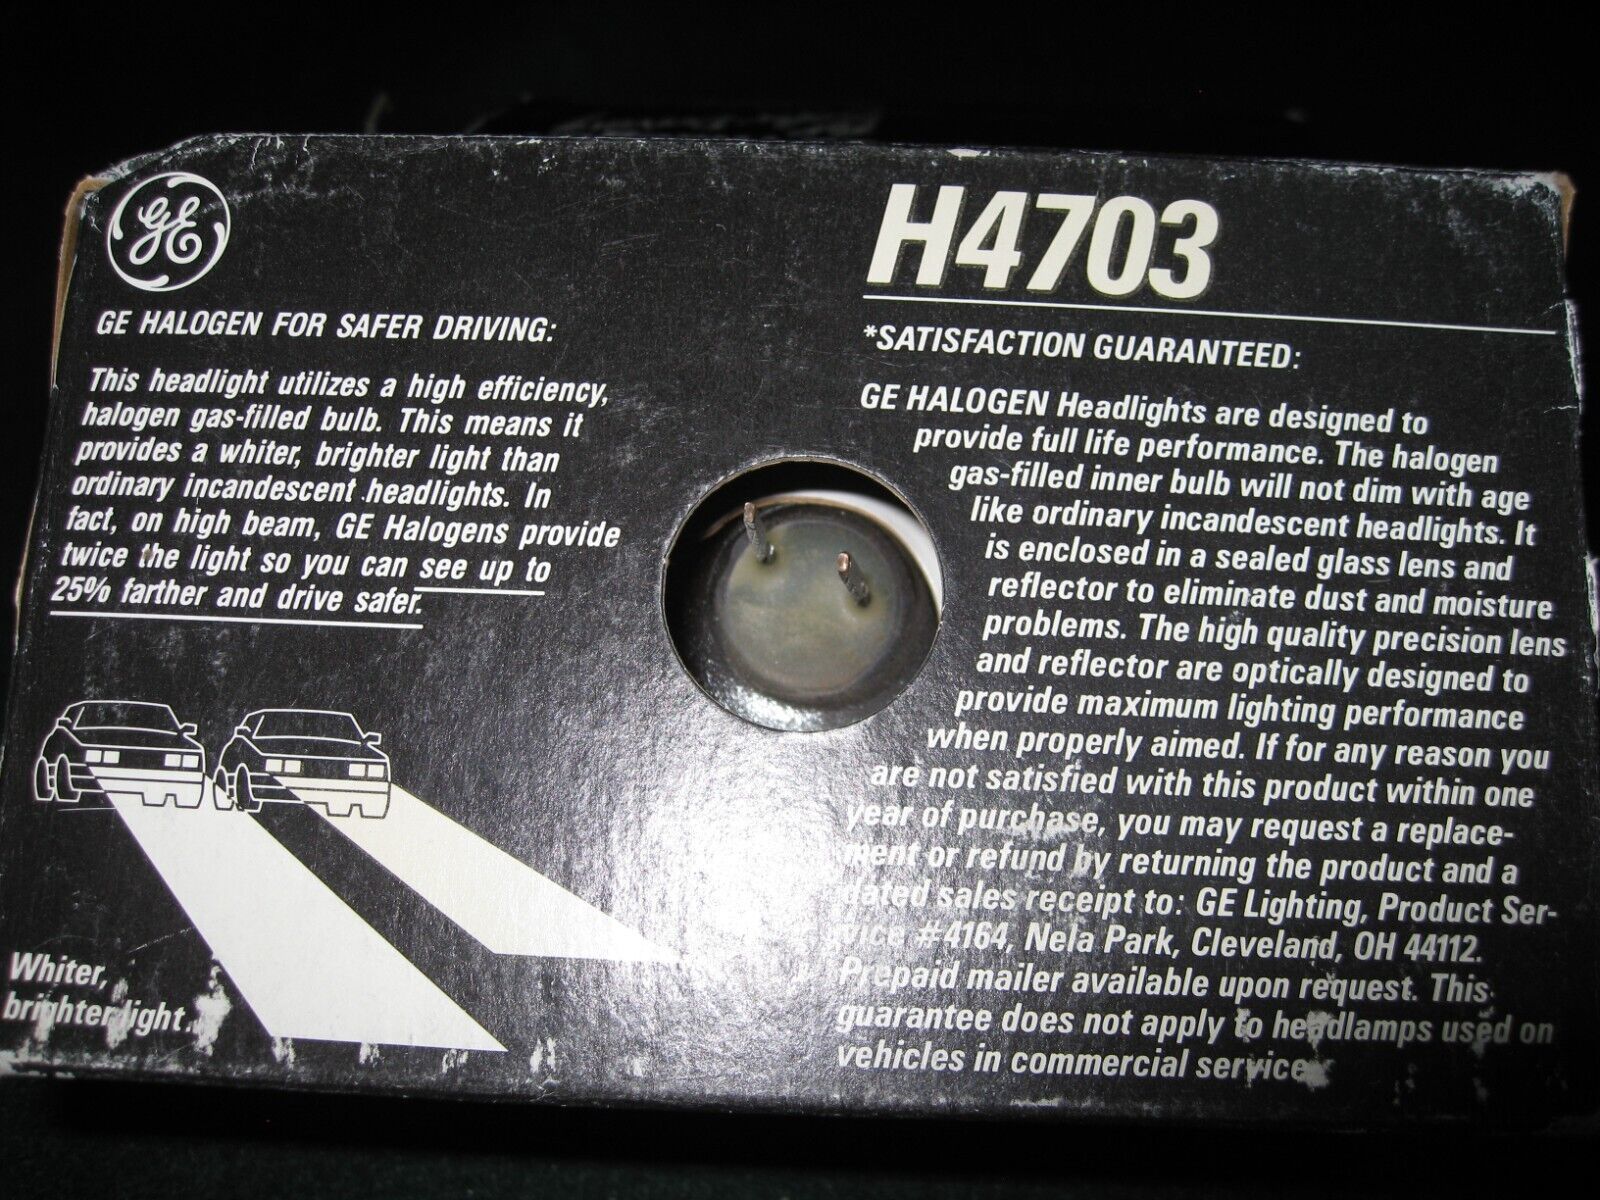 GE
H4703
GE HALOGEN FOR SAFER DRIVING:
This headlight utilizes a high efficiency,
halogen gas-filled bulb. This means it
provides a whiter, brighter light than
ordinary incandescent headlights. In
fact, on high beam, GE Halogens provide
twice the light so you can see up to
25% farther and drive safer.
Whiter,
brighter light.
*SATISFACTION GUARANTEED:
GE HALOGEN Headlights are designed to
provide full life performance. The halogen
gas-filled inner bulb will not dim with age
like ordinary incandescent headlights. It
is enclosed in a sealed glass lens and
reflector to eliminate dust and moisture
problems. The high quality precision lens
and reflector are optically designed to
provide maximum lighting performance
when properly aimed. If for any reason you
are not satisfied with this product within one
year of purchase, you may request a replace-
ment or refund by returning the product and a
dated sales receipt to: GE Lighting, Product Ser-
vice #4164, Nela Park, Cleveland, OH 44112.
Prepaid mailer available upon request. This
guarantee does not apply to headlamps used on
vehicles in commercial service.